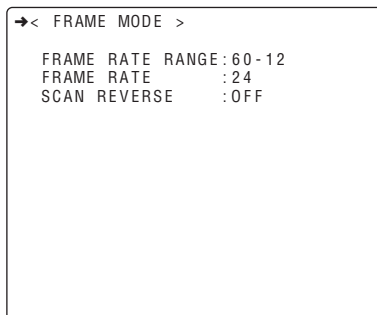 ➔< FRAME MODE >
FRAME RATE RANGE:60-12
FRAME RATE :24
SCAN REVERSE :OFF